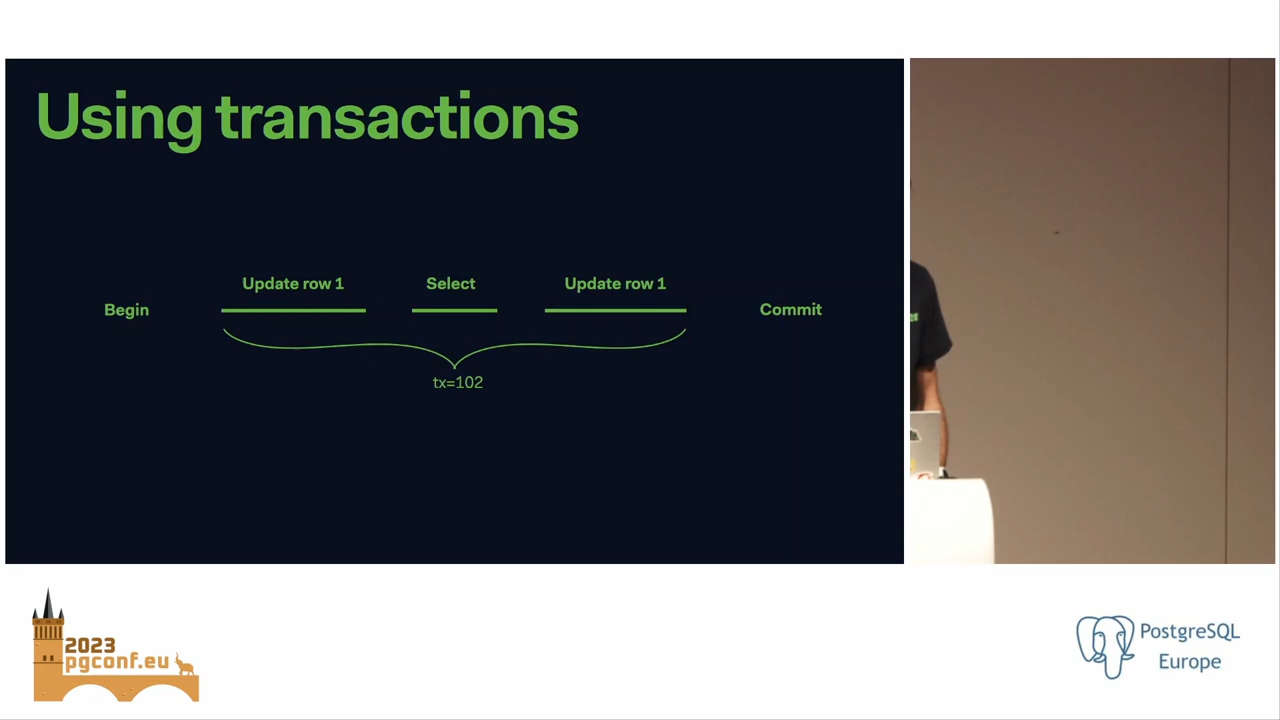 Using transactions
Update row 1
Select
Update row 1
Begin
Commit
tx=102
2023
pgconf.eu
PostgreSQL
Europe